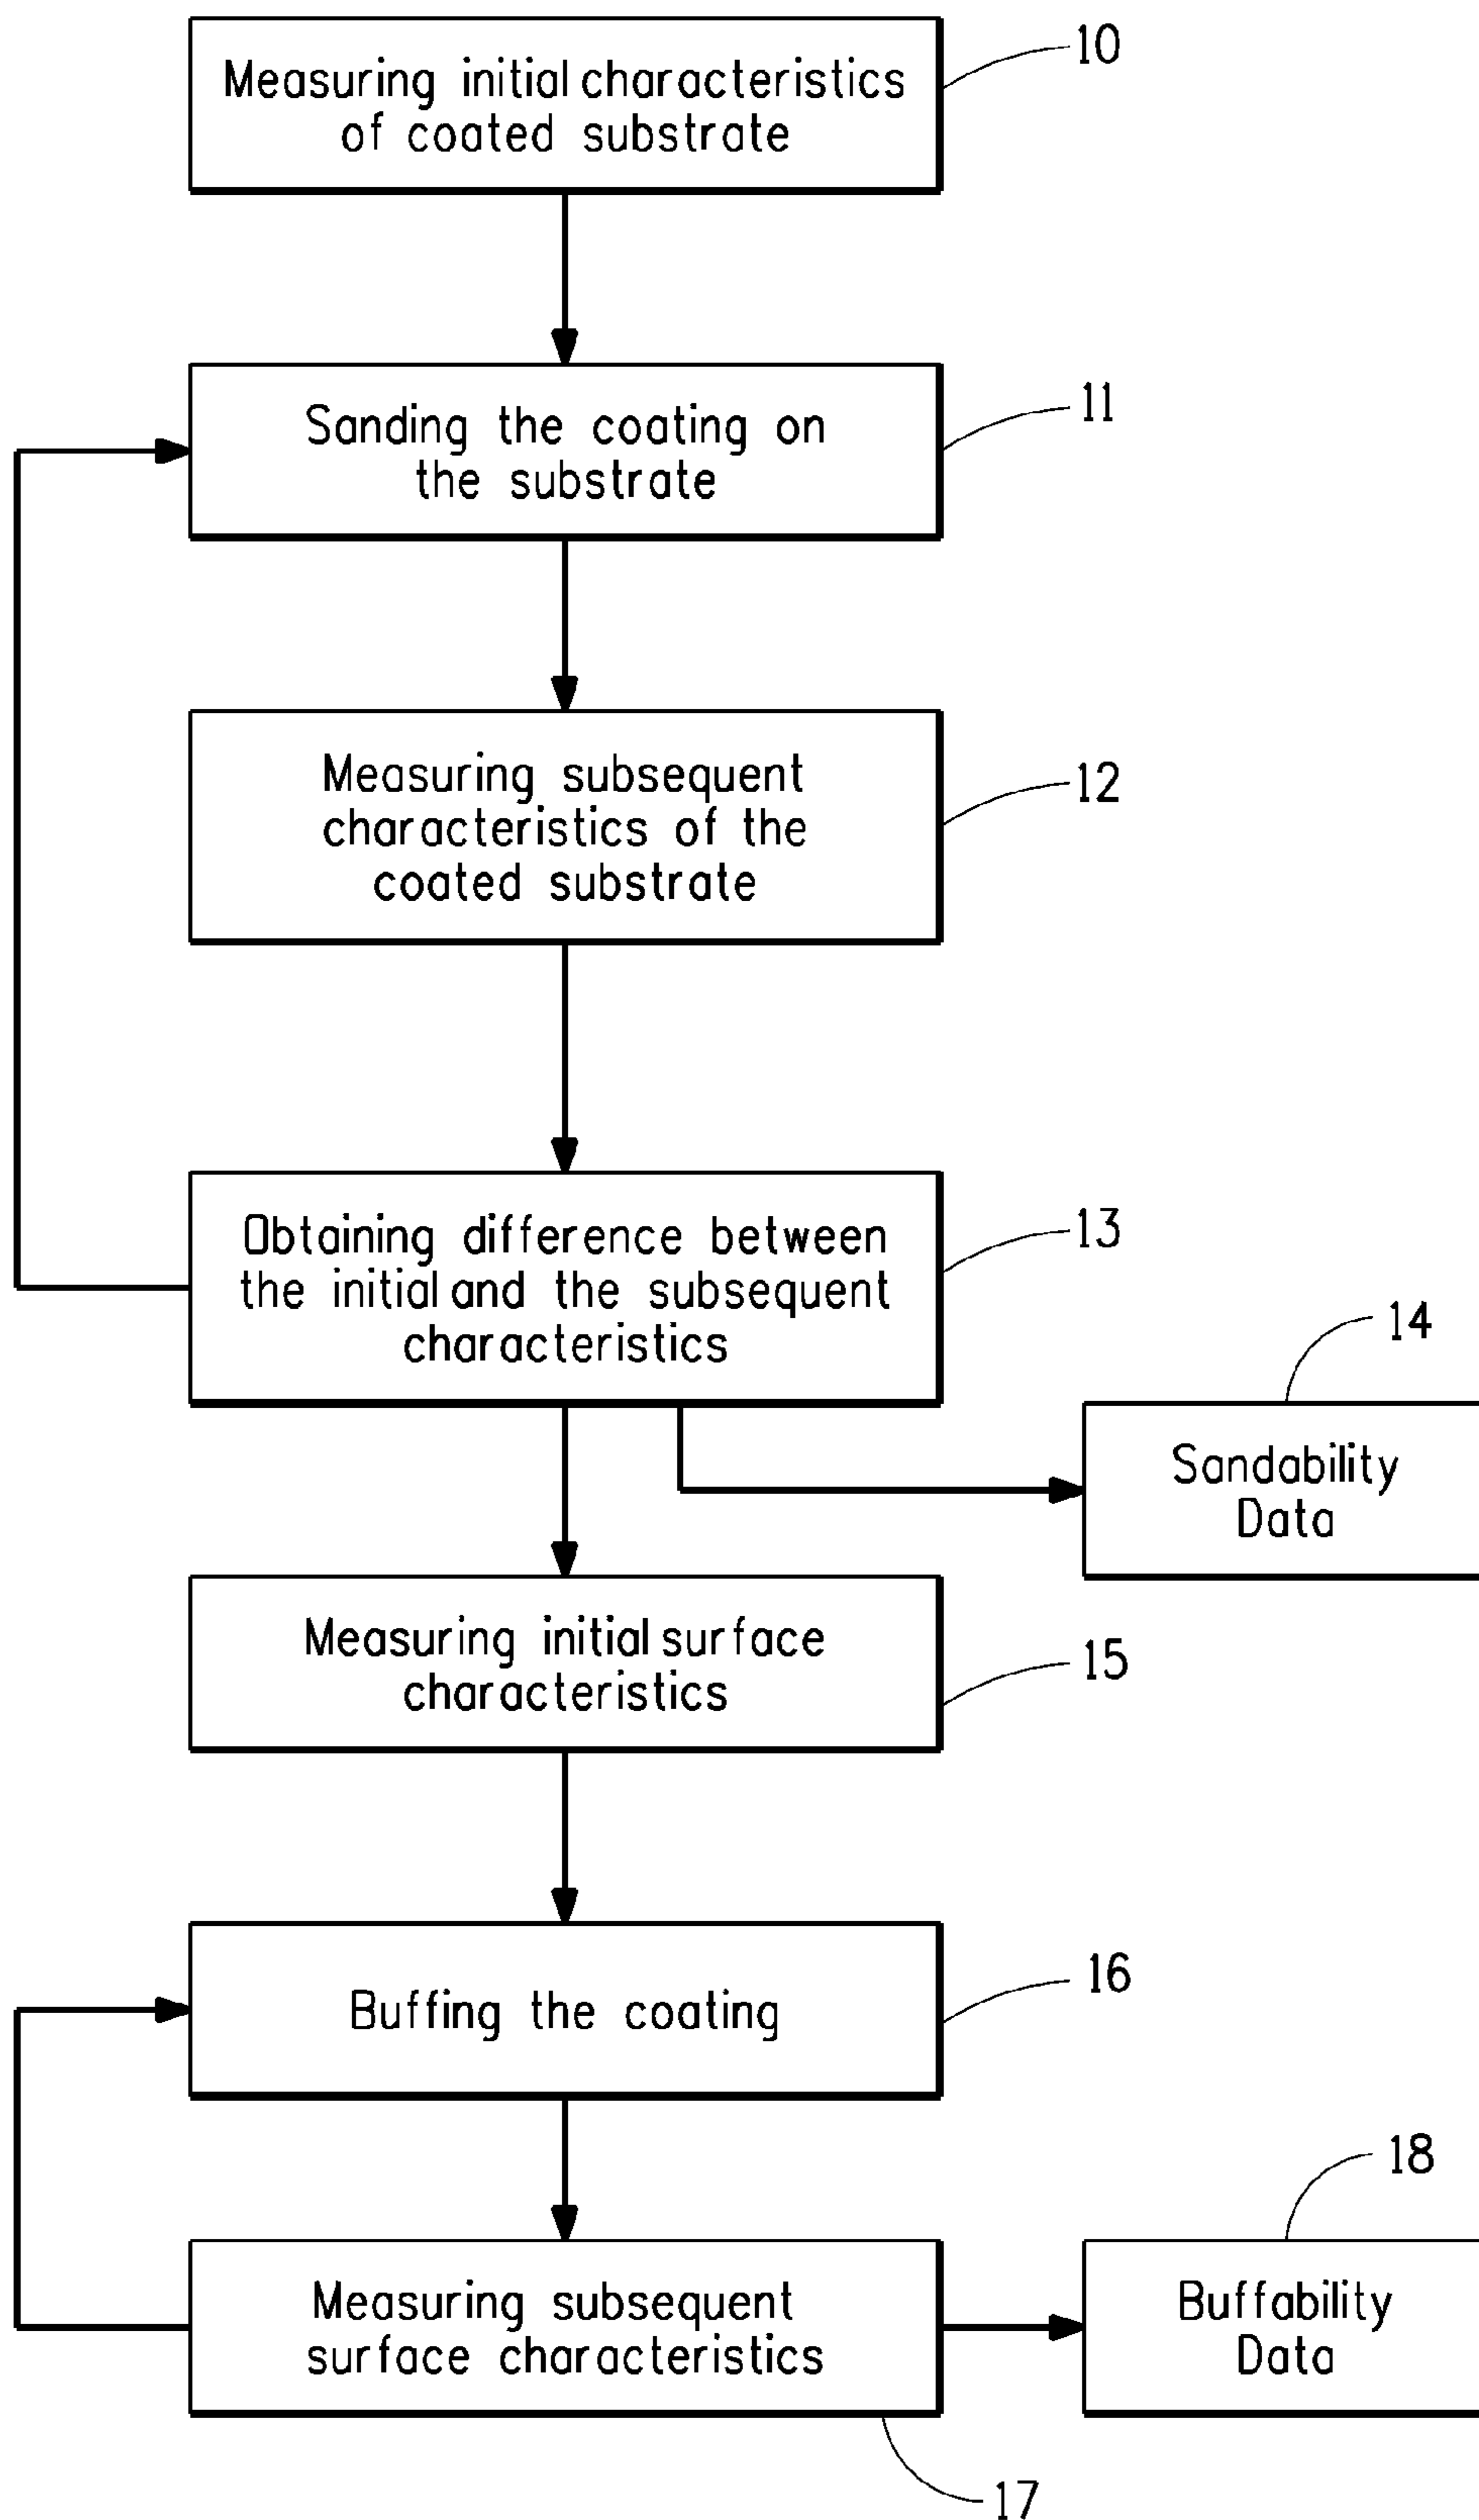 10
Measuring initial characteristics
of coated substrate
11
Sanding the coating on
the substrate
12
Measuring subsequent
characteristics of the
coated substrate
13
Obtaining difference between
the initial and the subsequent
characteristics
14
Sandability
Data
15
Measuring initial surface
characteristics
16
Buffing the coating
18
Measuring subsequent
surface characteristics
Buffability
Data
17